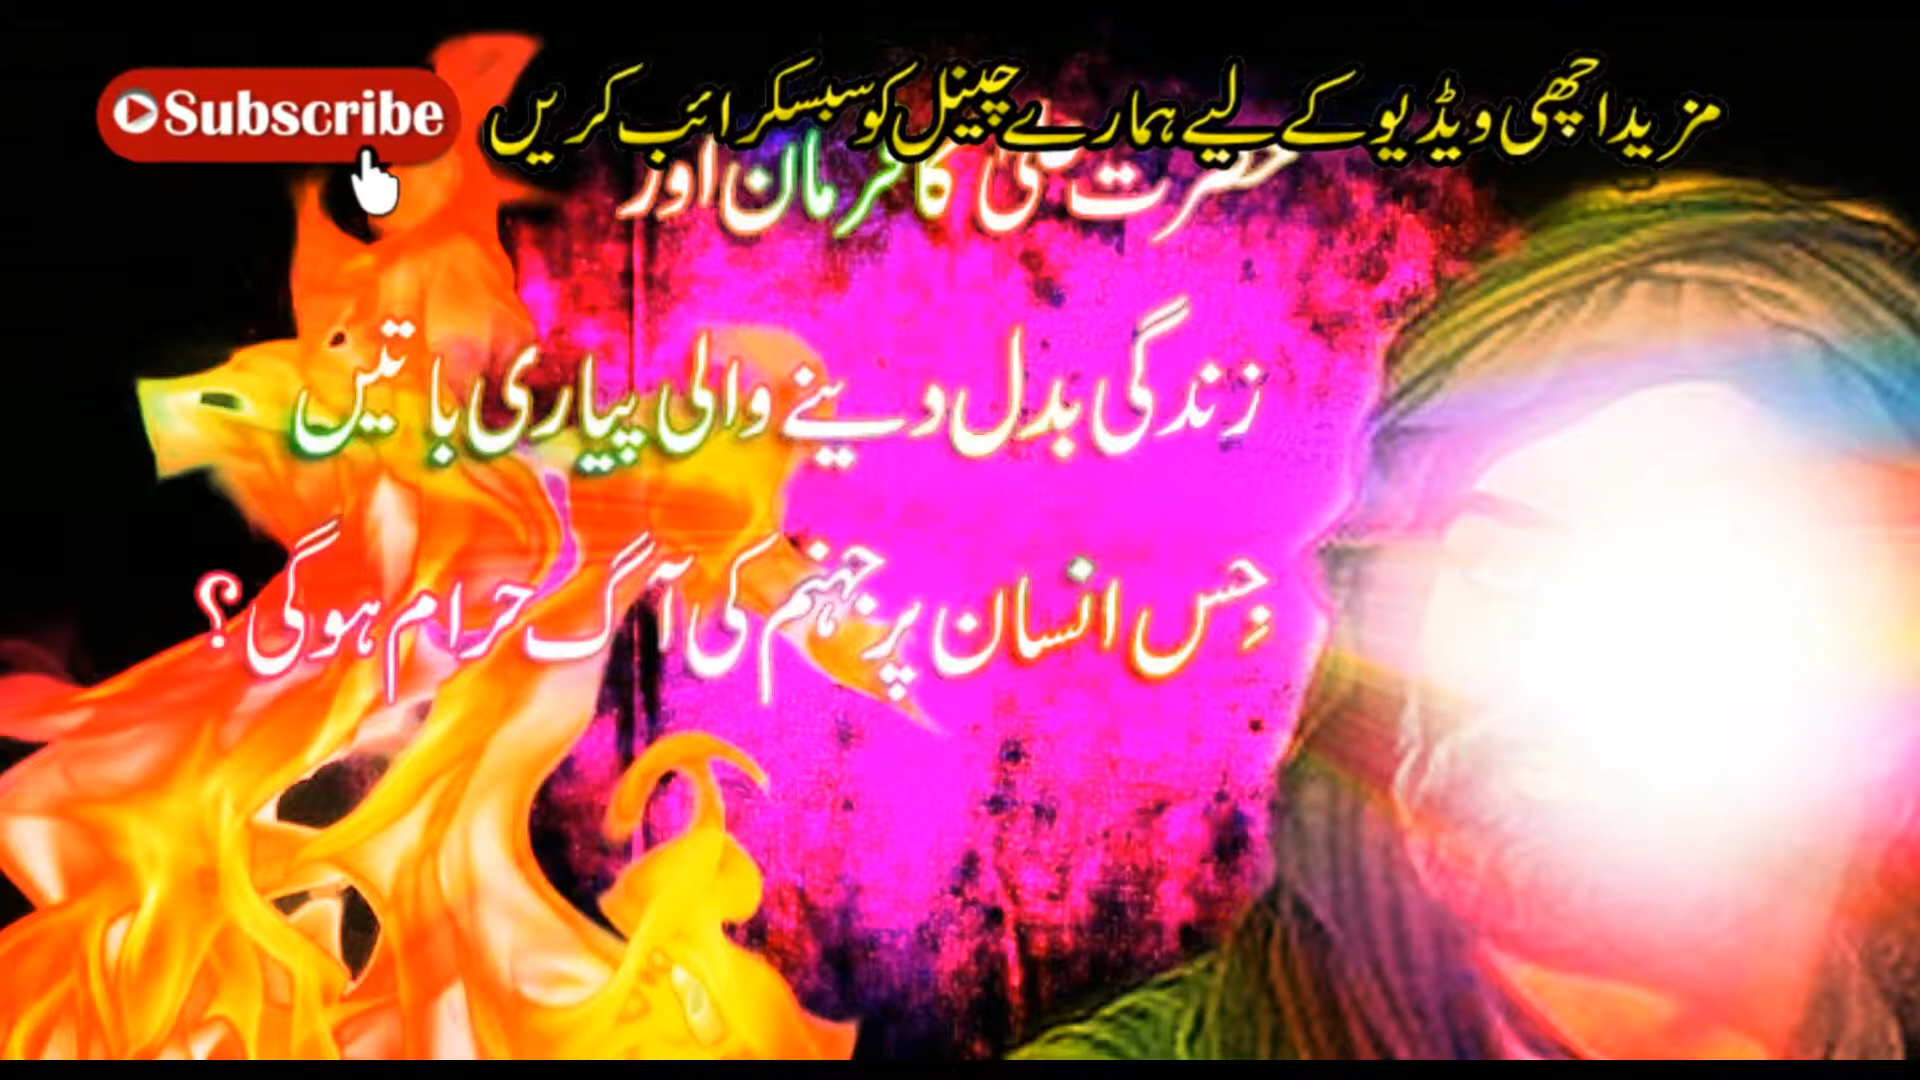 مزید اچھی ویڈیو کے لیے ہمارے چینل کو سبسکرائب کریں
Subscribe
حضرت علی کا فرمان اور
زندگی بدل دینے والی پیاری باتیں
جِس انسان پر جہنم کی آگ حرام ہوگی؟